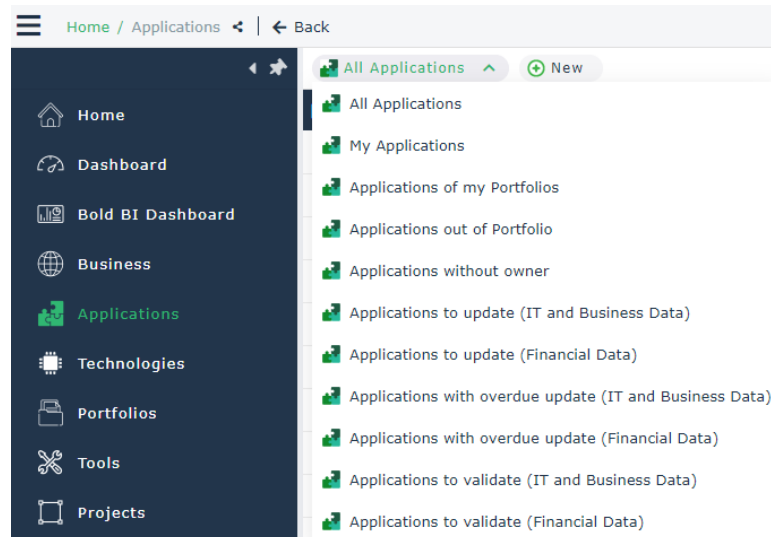 Home / Applications
Back
All Applications
New
Home
Dashboard
Bold BI Dashboard
Business
Applications
Technologies
Portfolios
Tools
Projects
All Applications
My Applications
Applications of my Portfolios
Applications out of Portfolio
Applications without owner
Applications to update (IT and Business Data)
Applications to update (Financial Data)
Applications with overdue update (IT and Business Data)
Applications with overdue update (Financial Data)
Applications to validate (IT and Business Data)
Applications to validate (Financial Data)